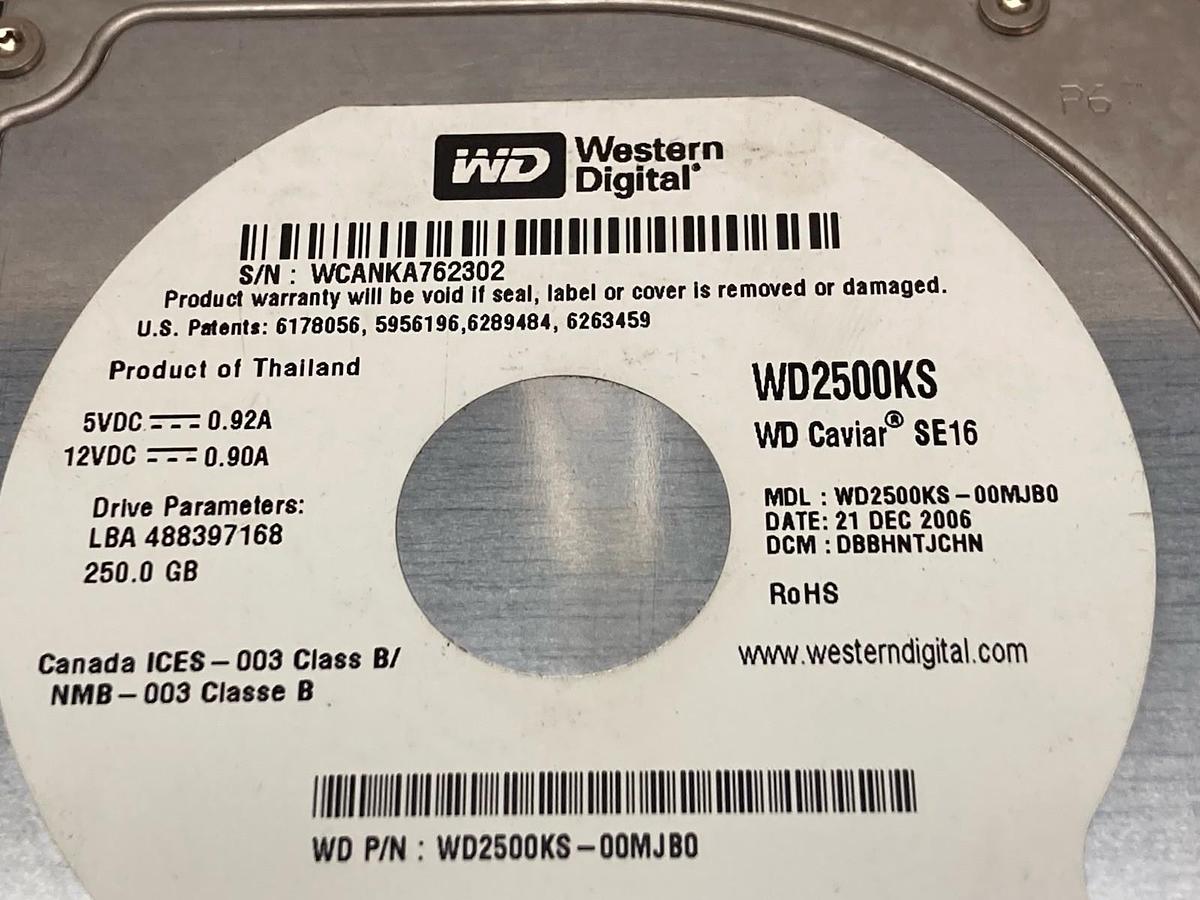 P6
WD Western
Digital®
S/N : WCANKA762302
Product warranty will be void if seal, label or cover is removed or damaged.
U.S. Patents: 6178056, 5956196,6289484, 6263459
Product of Thailand
5VDC 0.92A
12VDC 0.90A
Drive Parameters:
LBA 488397168
250.0 GB
WD2500KS
WD Caviar® SE16
MDL : WD2500KS-00MJB0
DATE: 21 DEC 2006
DCM : DBBHNTJCHN
RoHS
www.westerndigital.com
Canada ICES-003 Class B/
NMB-003 Classe B
WD P/N : WD2500KS-00MJB0